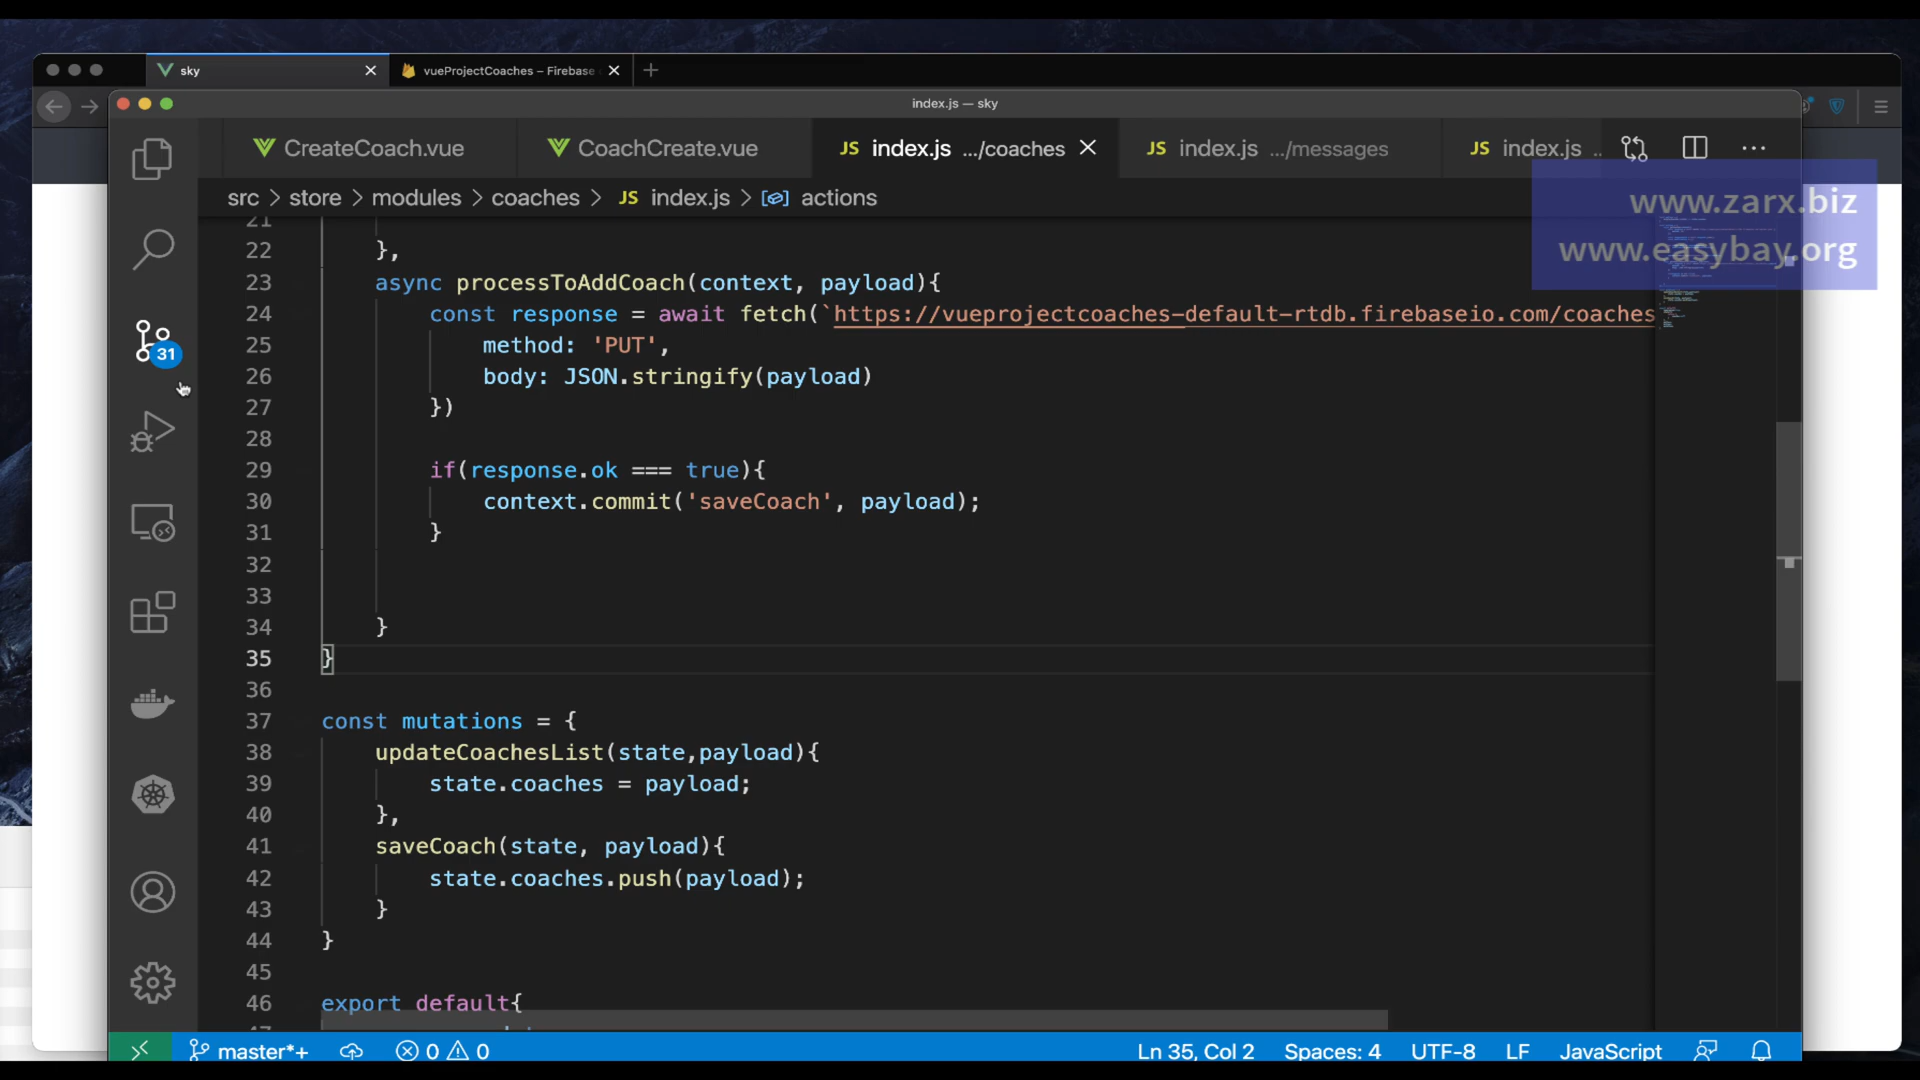 sky
vueProjectCoaches – Firebase
index.js — sky
CreateCoach.vue
CoachCreate.vue
JS index.js .../coaches
JS index.js .../messages
JS index.js ..
www.zarx.biz
www.easybay.org
src > store > modules > coaches > JS index.js > actions
21
22 },
23 async processToAddCoach(context, payload){
24 const response = await fetch(`https://vueprojectcoaches-default-rtdb.firebaseio.com/coaches
25 method: 'PUT',
26 body: JSON.stringify(payload)
27 })
28
29 if(response.ok === true){
30 context.commit('saveCoach', payload);
31 }
32
33
34 }
35 }
36
37 const mutations = {
38 updateCoachesList(state,payload){
39 state.coaches = payload;
40 },
41 saveCoach(state, payload){
42 state.coaches.push(payload);
43 }
44 }
45
46 export default{
31
master*+
0
0
Ln 35, Col 2
Spaces: 4
UTF-8
LF
JavaScript